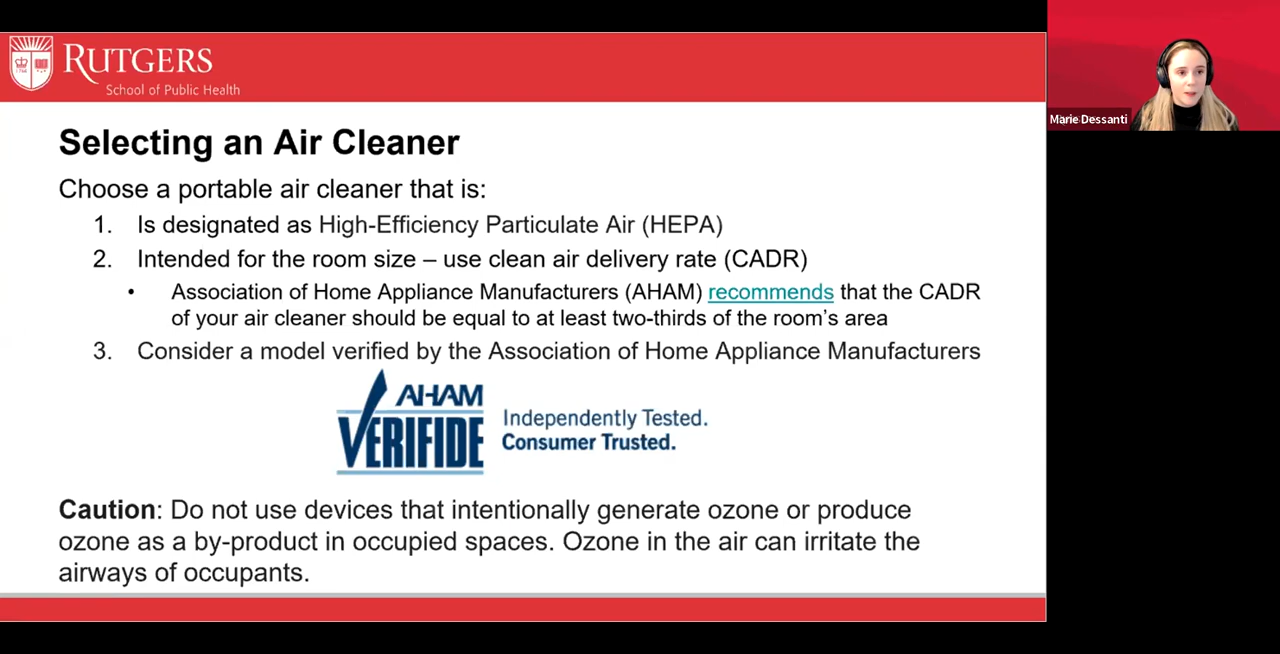 RUTGERS
School of Public Health
Marie Dessanti
Selecting an Air Cleaner
Choose a portable air cleaner that is:
1. Is designated as High-Efficiency Particulate Air (HEPA)
2. Intended for the room size – use clean air delivery rate (CADR)
• Association of Home Appliance Manufacturers (AHAM) recommends that the CADR
of your air cleaner should be equal to at least two-thirds of the room's area
3. Consider a model verified by the Association of Home Appliance Manufacturers
AHAM
VERIFIDE
Independently Tested.
Consumer Trusted.
Caution: Do not use devices that intentionally generate ozone or produce
ozone as a by-product in occupied spaces. Ozone in the air can irritate the
airways of occupants.